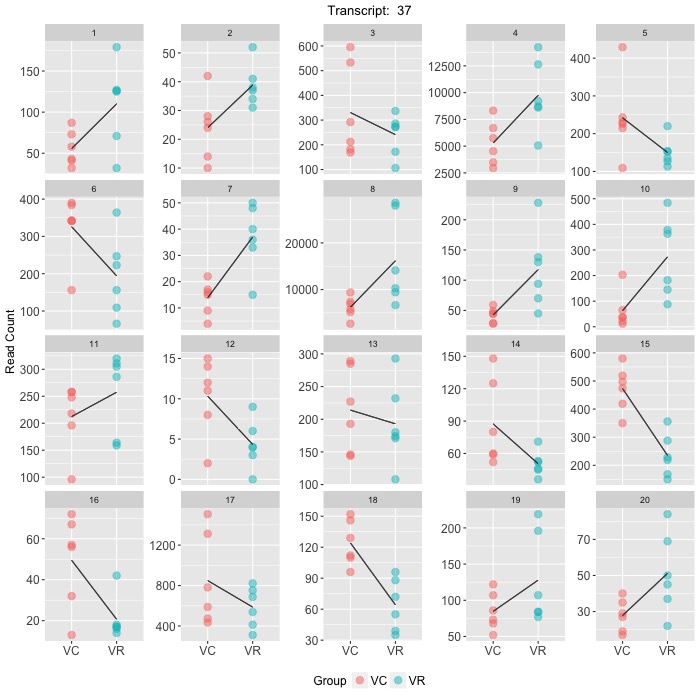 Transcript: 37
1 2 3 4 5
150 100 50
50 40 30 20 10
600 500 400 300 200 100
12500 10000 7500 5000 2500
400 300 200 100
6 7 8 9 10
400 300 200 100
50 40 30 20 10
20000 10000
200 150 100 50
500 400 300 200 100 0
Read Count
11 12 13 14 15
300 250 200 150 100
15 10 5 0
300 250 200 150 100
150 120 90 60
600 500 400 300 200
16 17 18 19 20
60 40 20
1200 800 400
150 120 90 60 30
200 150 100 50
70 50 30
VC VR VC VR VC VR VC VR VC VR
Group VC VR